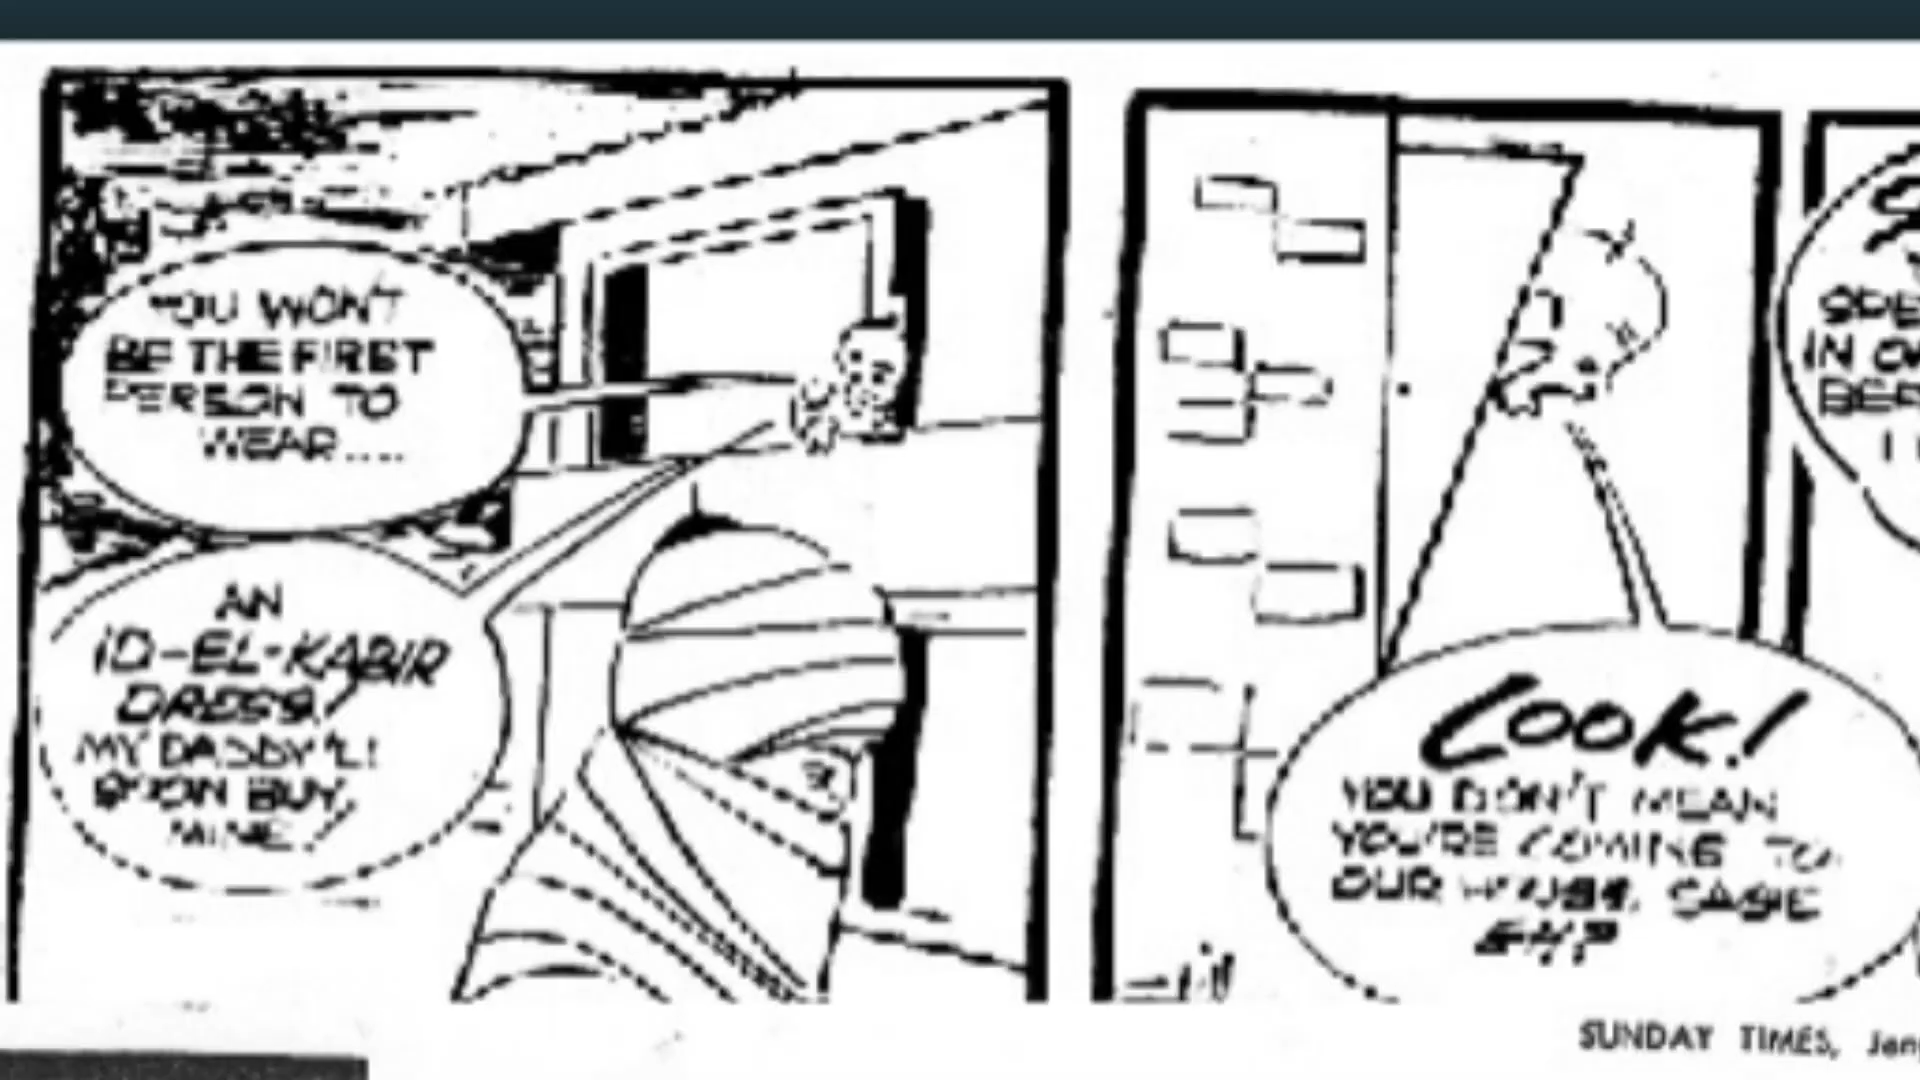 YOU WON'T
BE THE FIRST
PERSON TO
WEAR....
AN
ID-EL-KABIR
DRESS!
MY DADDY'LL
SOON BUY
MINE!
LOOK!
YOU DON'T MEAN
YOU'RE COMING TO
OUR HOUSE,
EH?
IN
SUNDAY TIMES,